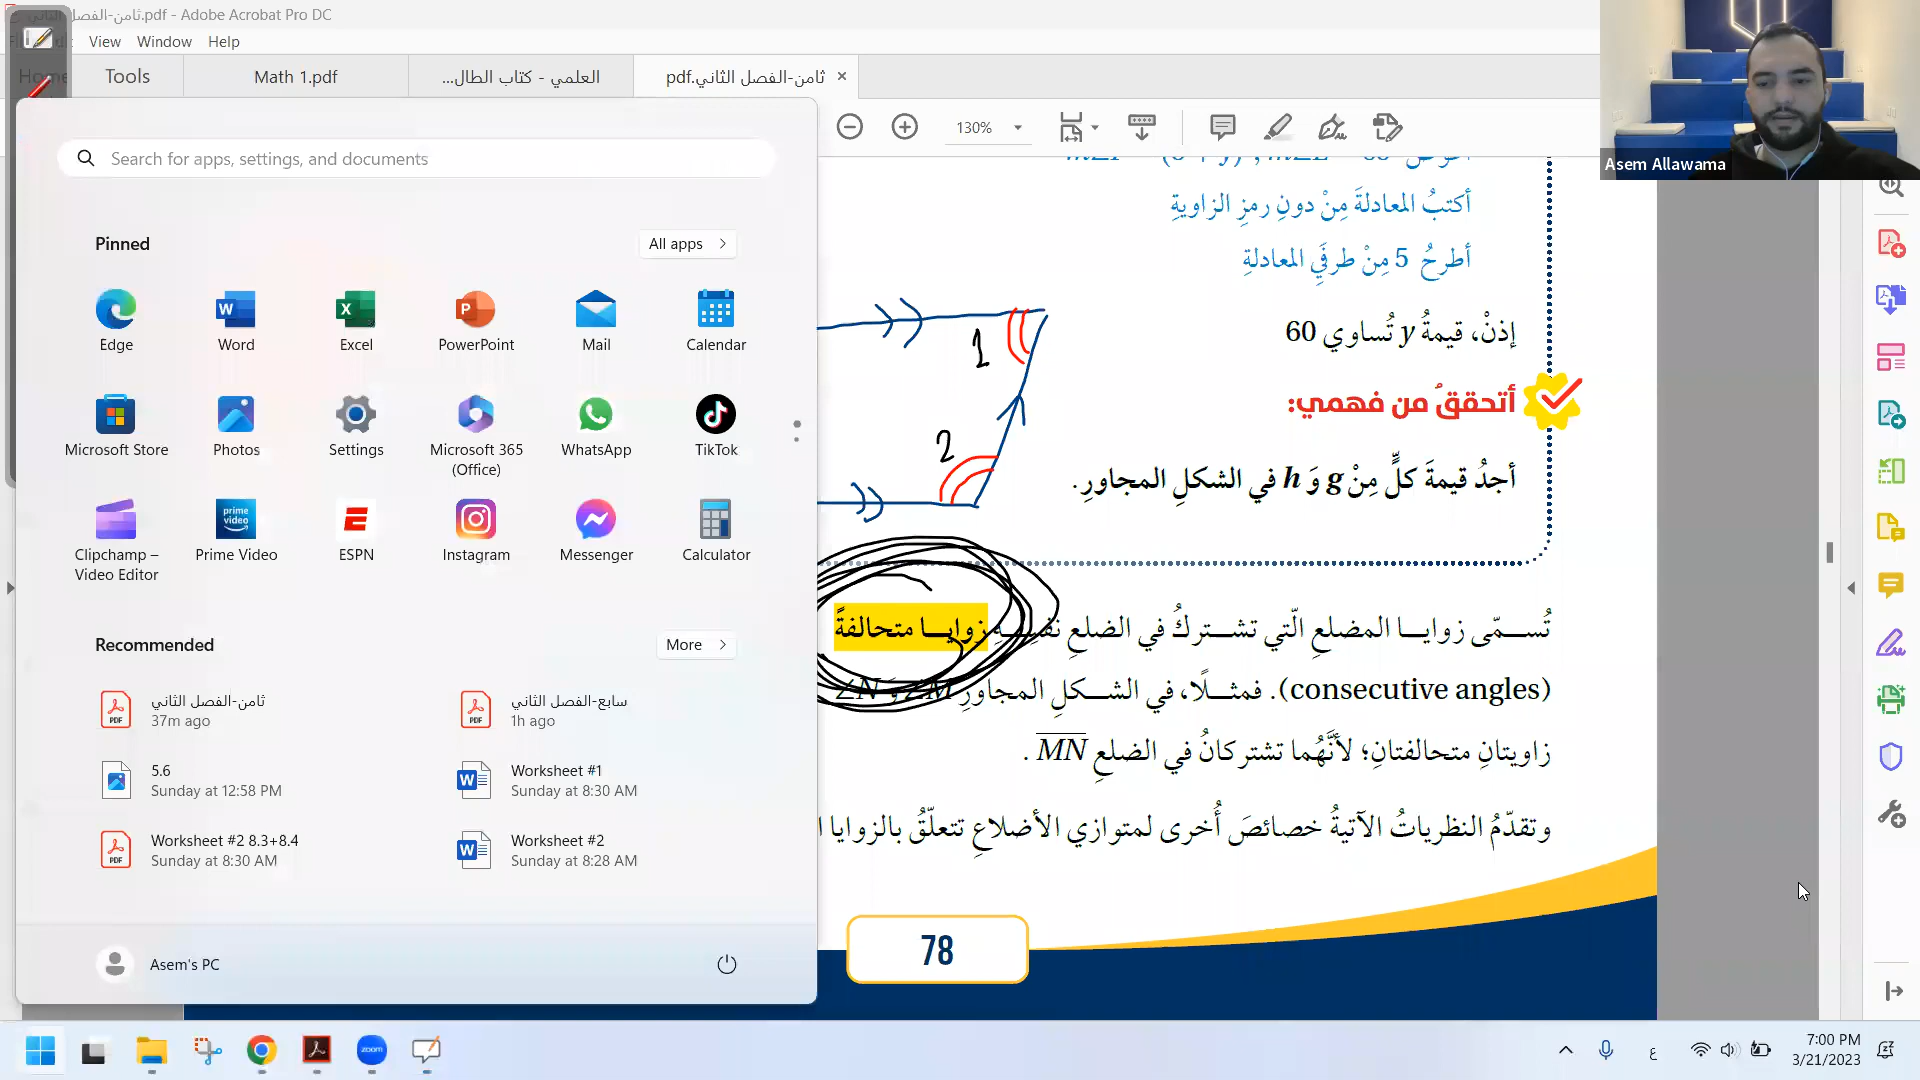 ثامن-الفصل الثاني.pdf - Adobe Acrobat Pro DC
View Window Help
Home Tools Math 1.pdf العلمي - كتاب الطال... ثامن-الفصل الثاني.pdf
130%
Asem Allawama
Search for apps, settings, and documents
Pinned
All apps
Edge Word Excel PowerPoint Mail Calendar
Microsoft Store Photos Settings Microsoft 365 (Office) WhatsApp TikTok
Clipchamp – Video Editor Prime Video ESPN Instagram Messenger Calculator
Recommended
More
ثامن-الفصل الثاني
37m ago
سابع-الفصل الثاني
1h ago
5.6
Sunday at 12:58 PM
Worksheet #1
Sunday at 8:30 AM
Worksheet #2 8.3+8.4
Sunday at 8:30 AM
Worksheet #2
Sunday at 8:28 AM
Asem's PC
أكتبُ المعادلةَ مِنْ دونِ رمزِ الزاويةِ
أطرحُ 5 مِنْ طرفَيِ المعادلةِ
إذنْ، قيمةُ y تُساوي 60
أتحققُ من فهمي:
أجدُ قيمةَ كلٍّ مِنْ g وَ h في الشكلِ المجاورِ.
1
2
تُسمّى زوايا المضلعِ الّتي تشتركُ في الضلعِ نفسِهِ زوايا متحالفةً
(consecutive angles). فمثلًا، في الشكلِ المجاورِ ∠M وَ ∠N
زاويتانِ متحالفتانِ؛ لأنَّهُما تشتركانُ في الضلعِ MN .
وتقدّمُ النظرياتُ الآتيةُ خصائصَ أُخرى لمتوازي الأضلاعِ تتعلّقُ بالزوايا
78
zoom
ع
7:00 PM
3/21/2023